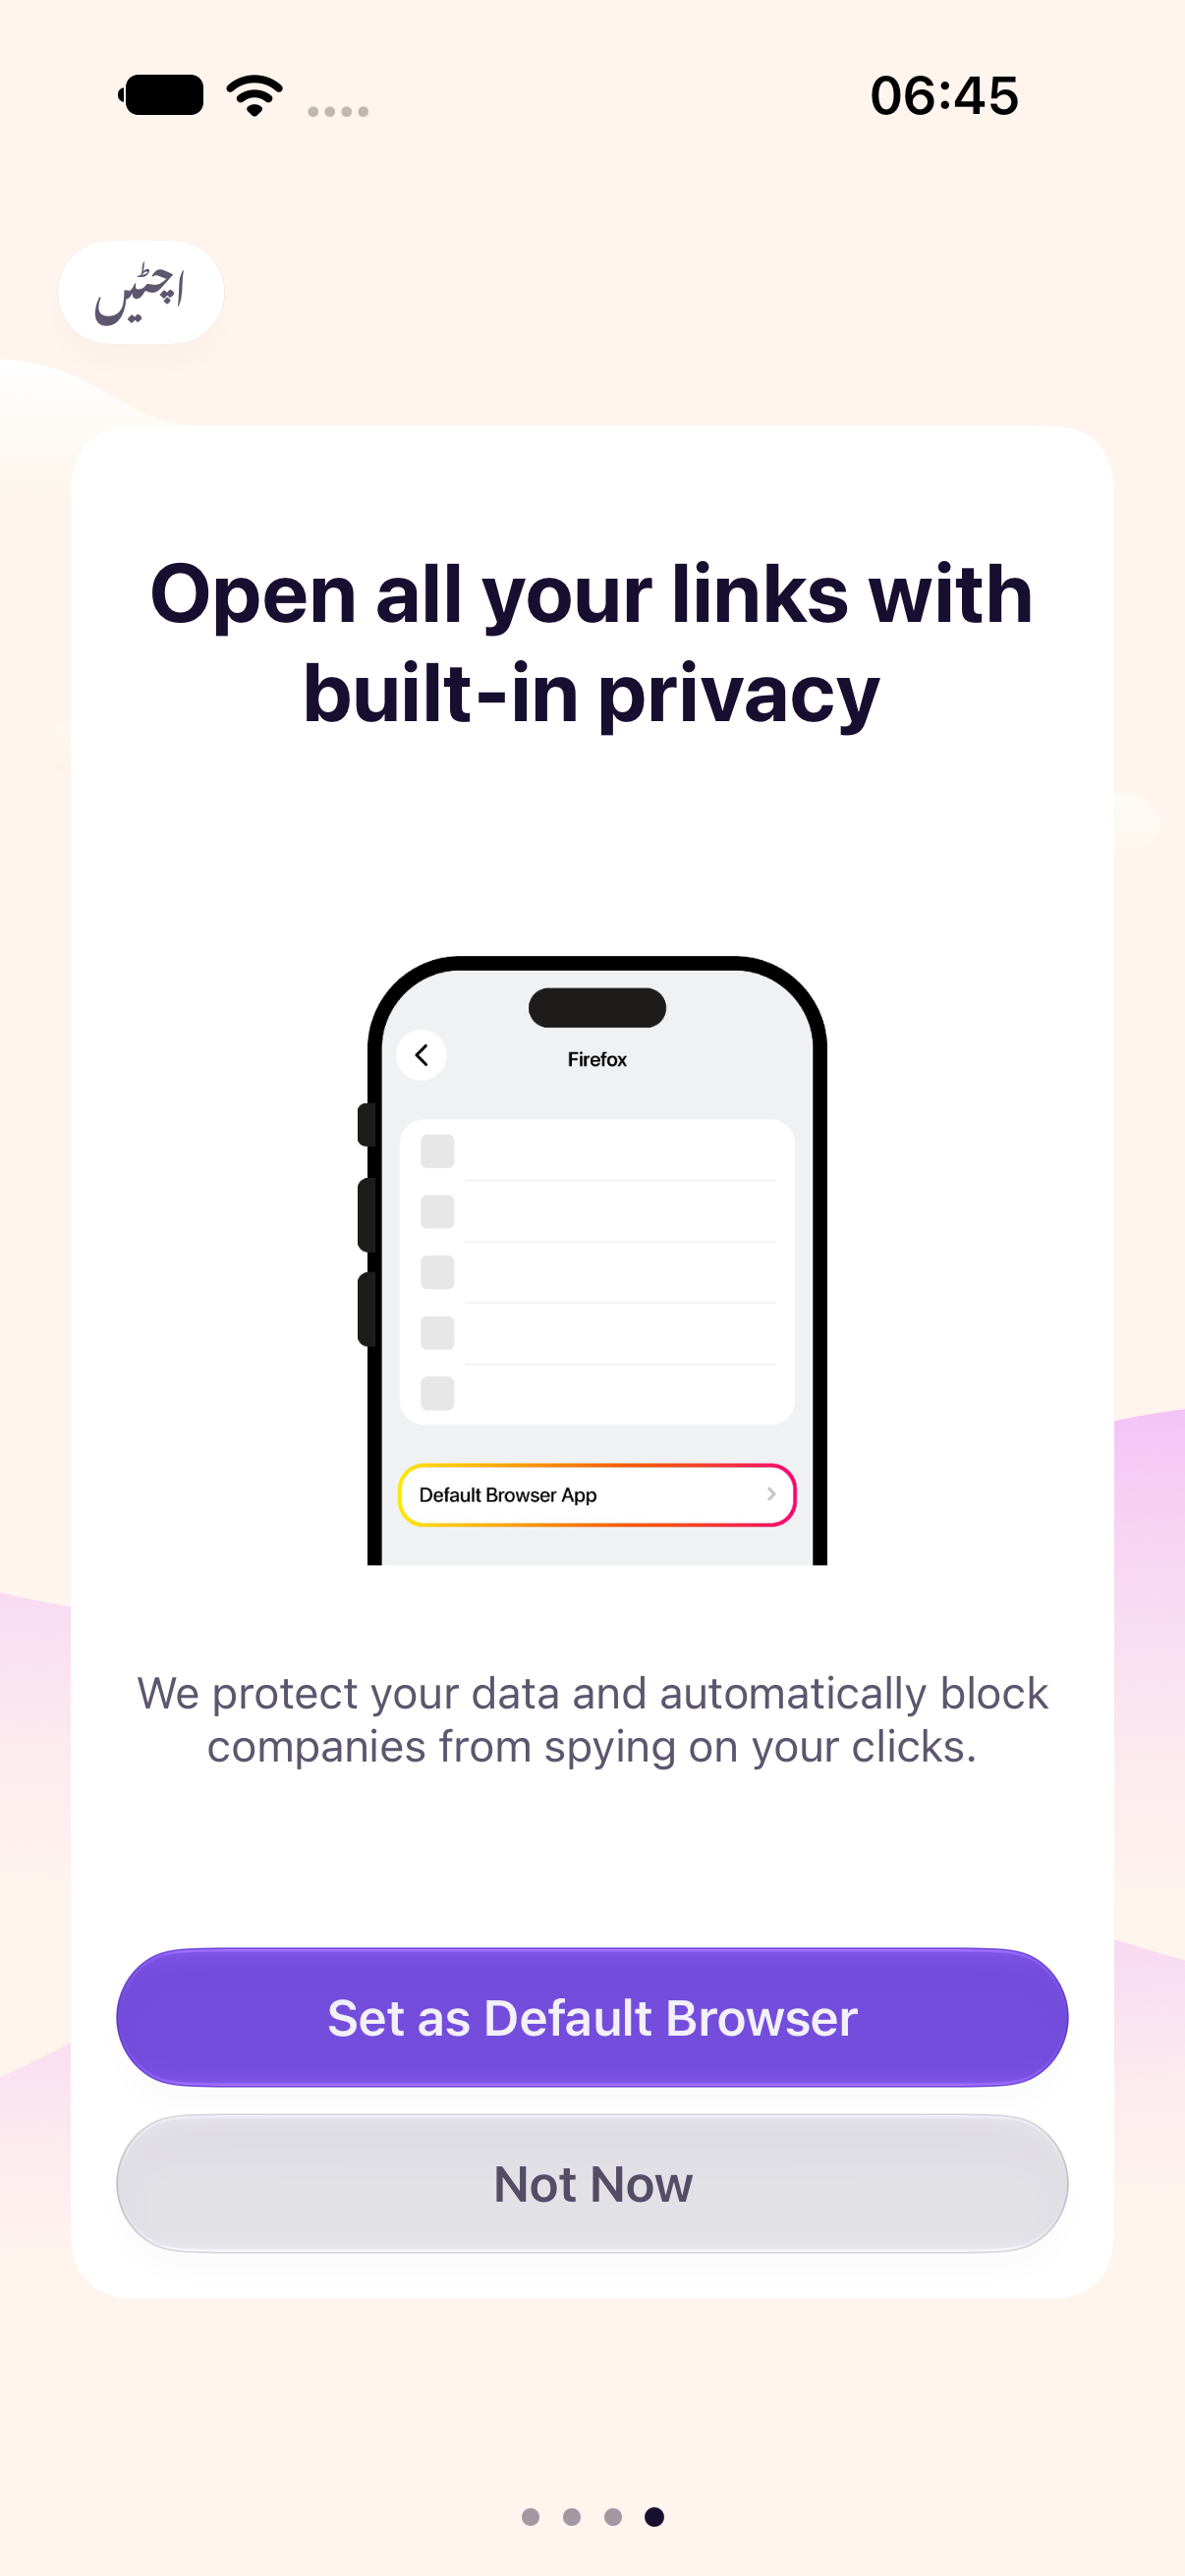 06:45
اچٹیں
Open all your links with
built-in privacy
Firefox
Default Browser App
We protect your data and automatically block
companies from spying on your clicks.
Set as Default Browser
Not Now